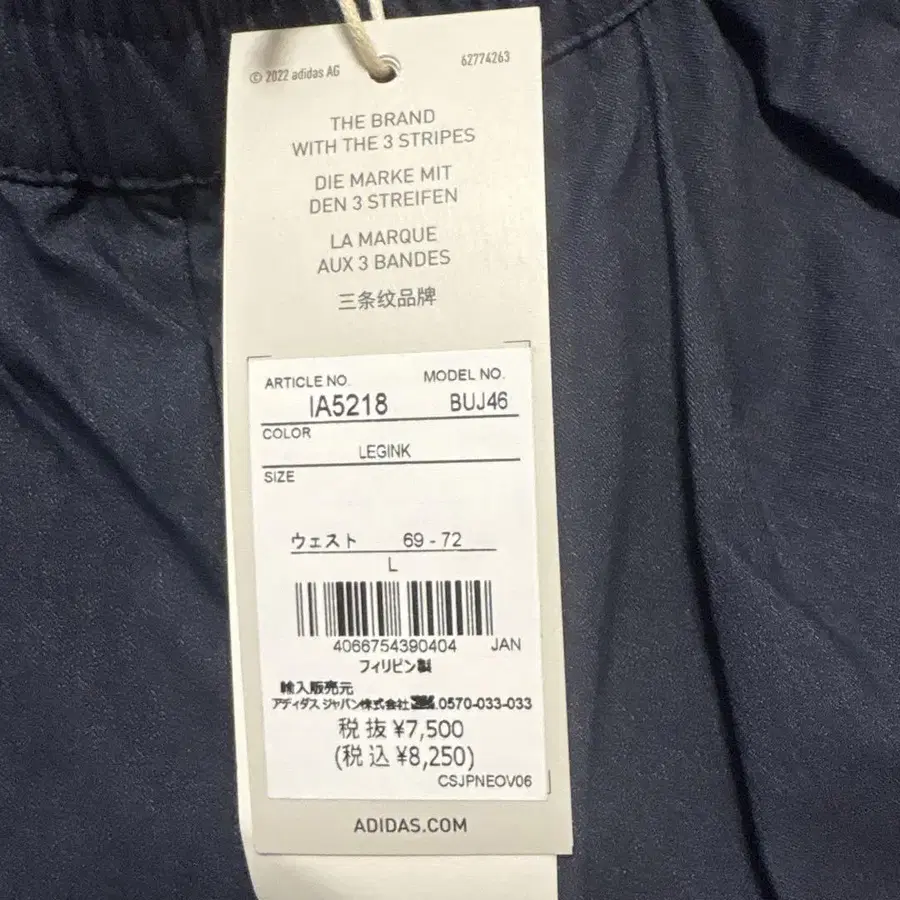 © 2022 adidas AG
62774263
THE BRAND
WITH THE 3 STRIPES
DIE MARKE MIT
DEN 3 STREIFEN
LA MARQUE
AUX 3 BANDES
三条纹品牌
ARTICLE NO. MODEL NO.
IA5218 BUJ46
COLOR
LEGINK
SIZE
ウェスト 69 - 72
L
4066754390404 JAN
フィリピン製
輸入販売元
アディダス ジャパン株式会社 .0570-033-033
税抜 ¥7,500
(税込 ¥8,250)
CSJPNEOV06
ADIDAS.COM